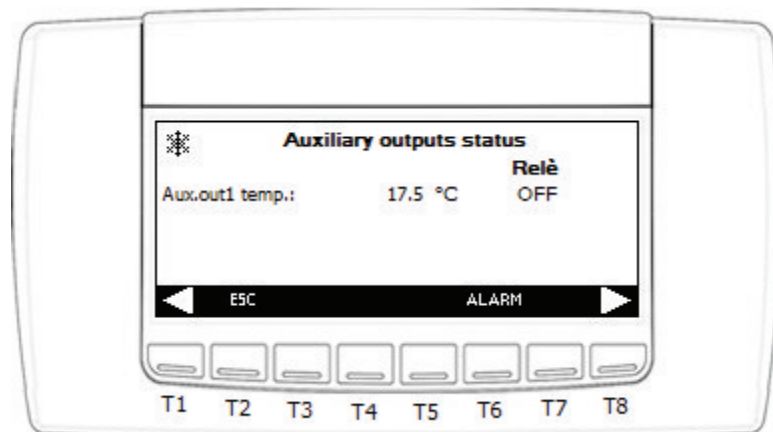 Auxiliary outputs status
Relè
Aux.out1 temp.: 17.5 °C OFF
ESC ALARM
T1 T2 T3 T4 T5 T6 T7 T8